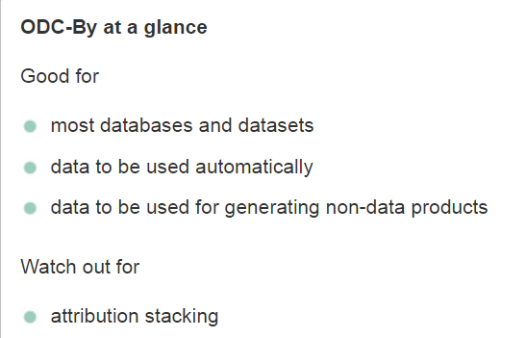 ODC-By at a glance
Good for
most databases and datasets
data to be used automatically
data to be used for generating non-data products
Watch out for
attribution stacking